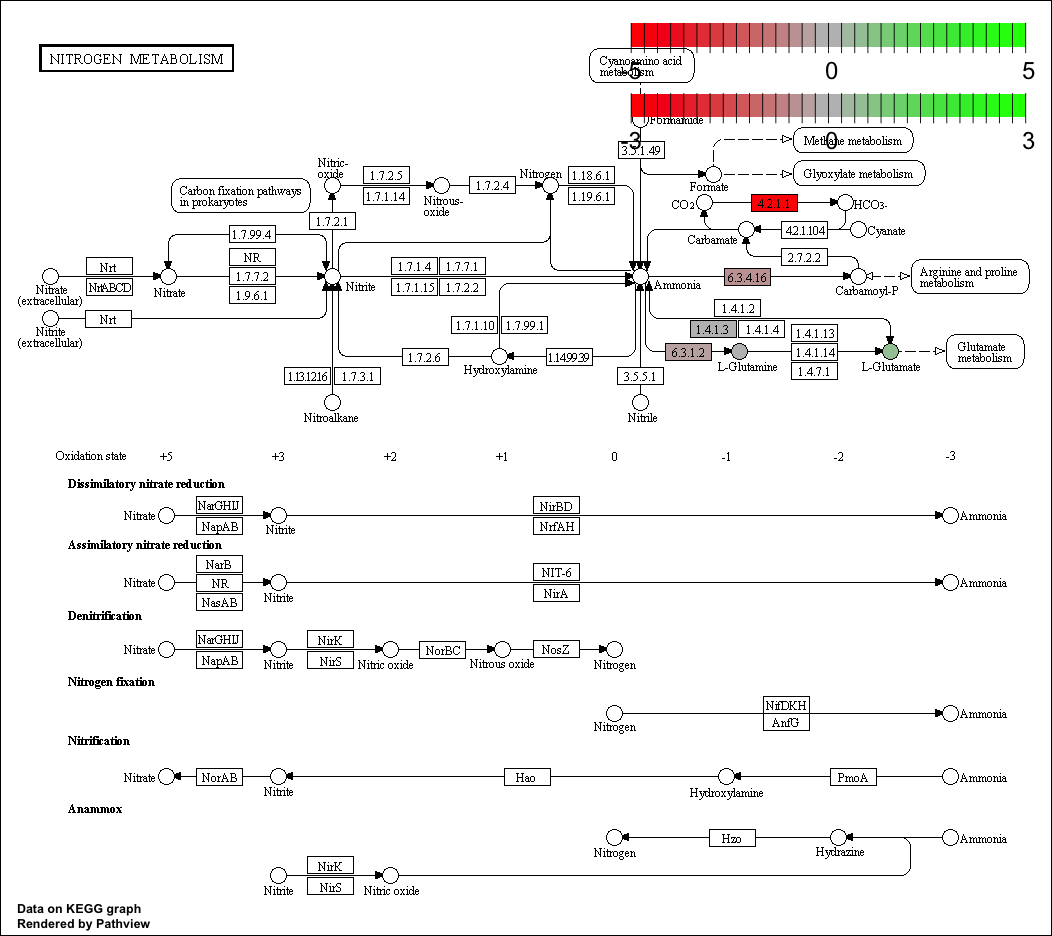 NITROGEN METABOLISM
Cyanoamino acid
metabolism
-5
0
5
-3
0
3
Formamide
3.5.1.49
Methane metabolism
Glyoxylate metabolism
Formate
Nitric-
oxide
1.7.2.5
1.7.1.14
Nitrous-
oxide
1.7.2.4
Nitrogen
1.18.6.1
1.19.6.1
Carbon fixation pathways
in prokaryotes
1.7.2.1
CO2
4.2.1.1
HCO3-
Carbamate
4.2.1.104
Cyanate
1.7.99.4
NR
1.7.7.2
1.9.6.1
2.7.2.2
Nrt
NrtABCD
Nitrate
(extracellular)
Nitrate
Nitrite
1.7.1.4
1.7.7.1
1.7.1.15
1.7.2.2
Ammonia
6.3.4.16
Carbamoyl-P
Arginine and proline
metabolism
Nrt
Nitrite
(extracellular)
1.7.1.10
1.7.99.1
1.4.1.2
1.4.1.3
1.4.1.4
1.4.1.13
1.4.1.14
1.4.7.1
6.3.1.2
L-Glutamine
L-Glutamate
Glutamate
metabolism
1.7.2.6
Hydroxylamine
1.14.99.39
1.13.12.16
1.7.3.1
3.5.5.1
Nitroalkane
Nitrile
Oxidation state
+5
+3
+2
+1
0
-1
-2
-3
Dissimilatory nitrate reduction
Nitrate
NarGHIJ
NapAB
Nitrite
NirBD
NrfAH
Ammonia
Assimilatory nitrate reduction
Nitrate
NarB
NR
NasAB
Nitrite
NIT-6
NirA
Ammonia
Denitrification
Nitrate
NarGHIJ
NapAB
Nitrite
NirK
NirS
Nitric oxide
NorBC
Nitrous oxide
NosZ
Nitrogen
Nitrogen fixation
Nitrogen
NifDKH
AnfG
Ammonia
Nitrification
Nitrate
NorAB
Nitrite
Hao
Hydroxylamine
PmoA
Ammonia
Anammox
Nitrogen
Hzo
Hydrazine
Ammonia
Nitrite
NirK
NirS
Nitric oxide
Data on KEGG graph
Rendered by Pathview